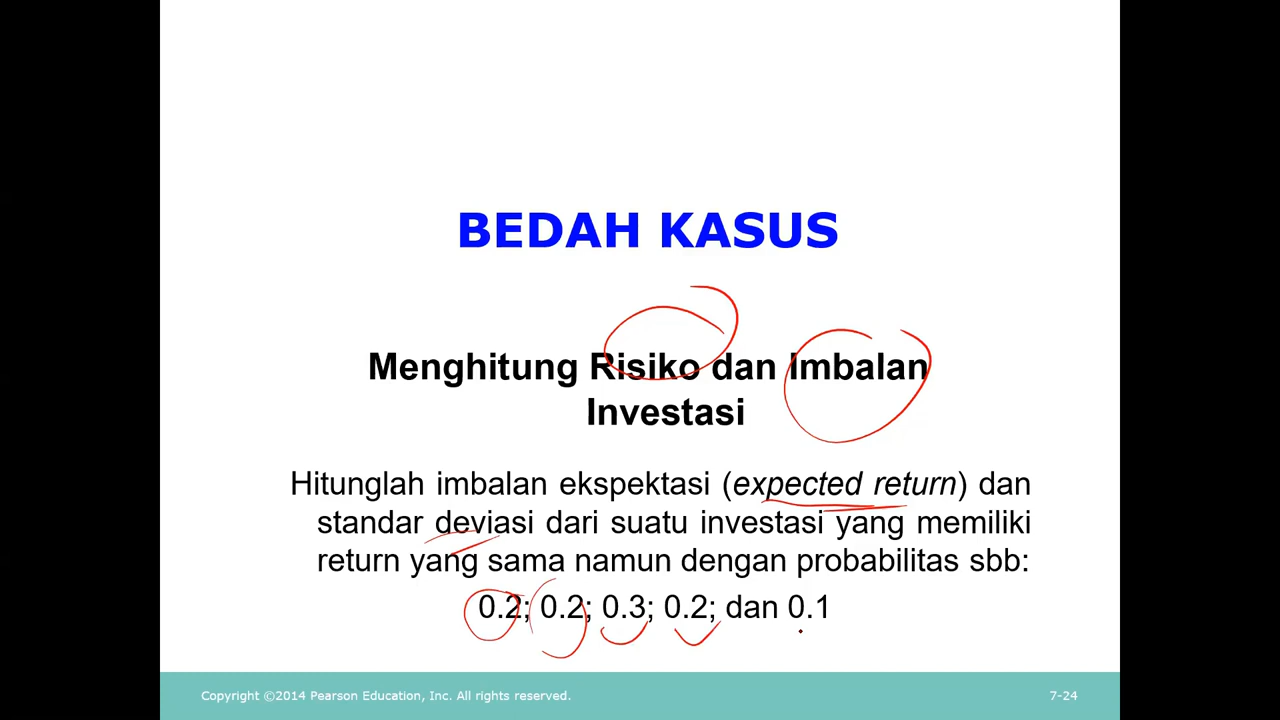 BEDAH KASUS
Menghitung Risiko dan Imbalan
Investasi
Hitunglah imbalan ekspektasi (expected return) dan
standar deviasi dari suatu investasi yang memiliki
return yang sama namun dengan probabilitas sbb:
0.2; 0.2; 0.3; 0.2; dan 0.1
Copyright ©2014 Pearson Education, Inc. All rights reserved.
7-24